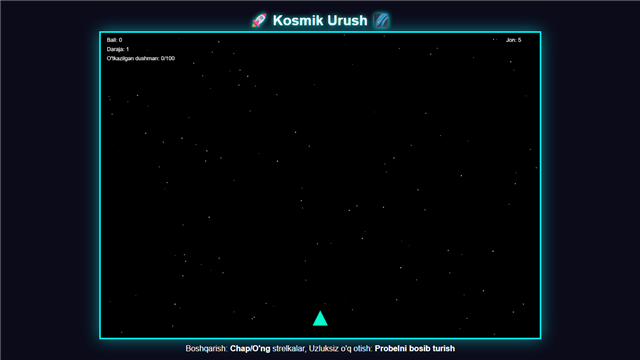 🚀 Kosmik Urush 🌠
Ball: 0
Jon: 5
Daraja: 1
O'tkazilgan dushman: 0/100
Boshqarish: Chap/O'ng strelkalar, Uzluksiz o'q otish: Probelni bosib turish